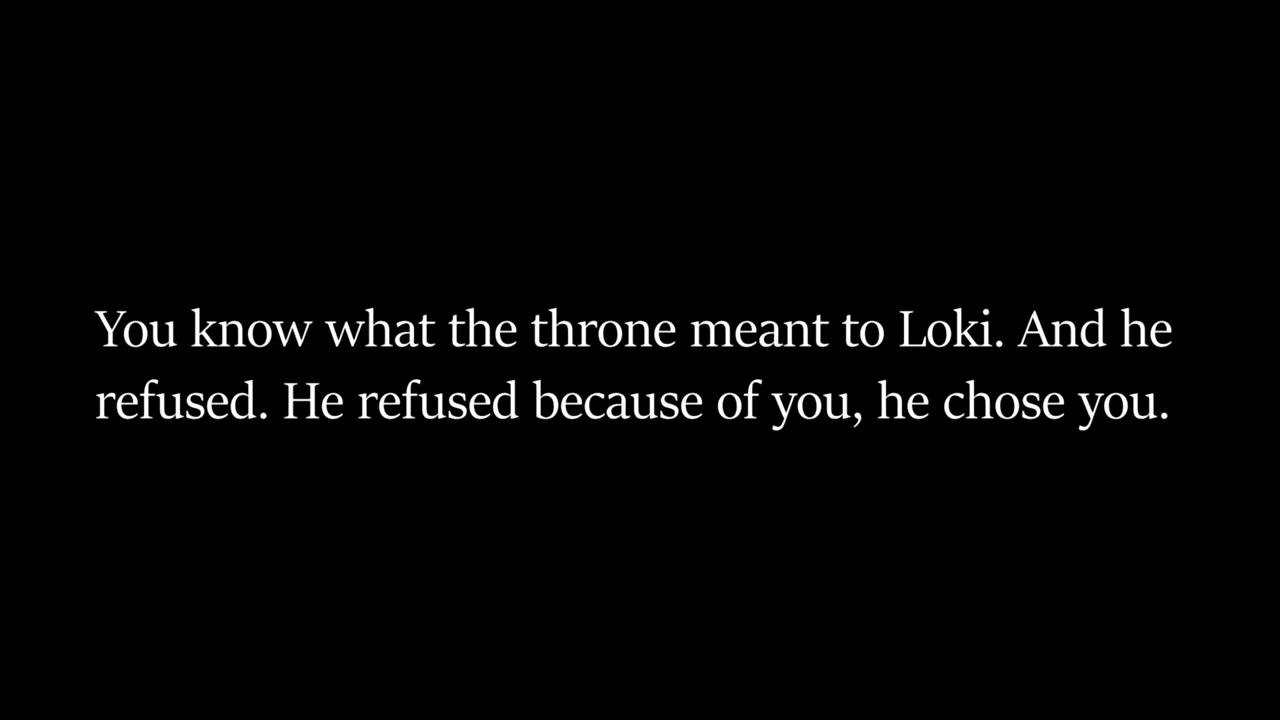 You know what the throne meant to Loki. And he
refused. He refused because of you, he chose you.